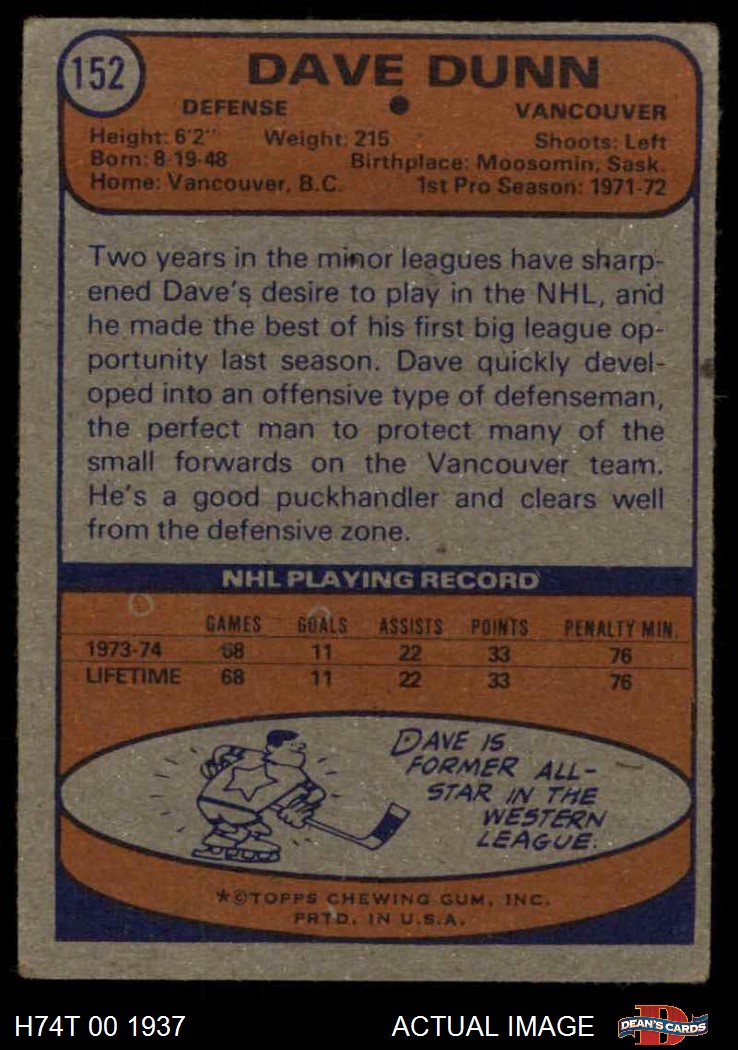 152
DAVE DUNN
DEFENSE VANCOUVER
Height: 6'2" Weight: 215 Shoots: Left
Born: 8-19-48 Birthplace: Moosomin, Sask.
Home: Vancouver, B.C. 1st Pro Season: 1971-72
Two years in the minor leagues have sharp-
ened Dave's desire to play in the NHL, and
he made the best of his first big league op-
portunity last season. Dave quickly devel-
oped into an offensive type of defenseman,
the perfect man to protect many of the
small forwards on the Vancouver team.
He's a good puckhandler and clears well
from the defensive zone.
NHL PLAYING RECORD
GAMES GOALS ASSISTS POINTS PENALTY MIN.
1973-74 68 11 22 33 76
LIFETIME 68 11 22 33 76
DAVE IS
FORMER ALL-
STAR IN THE
WESTERN
LEAGUE.
*©TOPPS CHEWING GUM, INC.
PRTD. IN U.S.A.
H74T 00 1937 ACTUAL IMAGE
D
DEAN'S CARDS